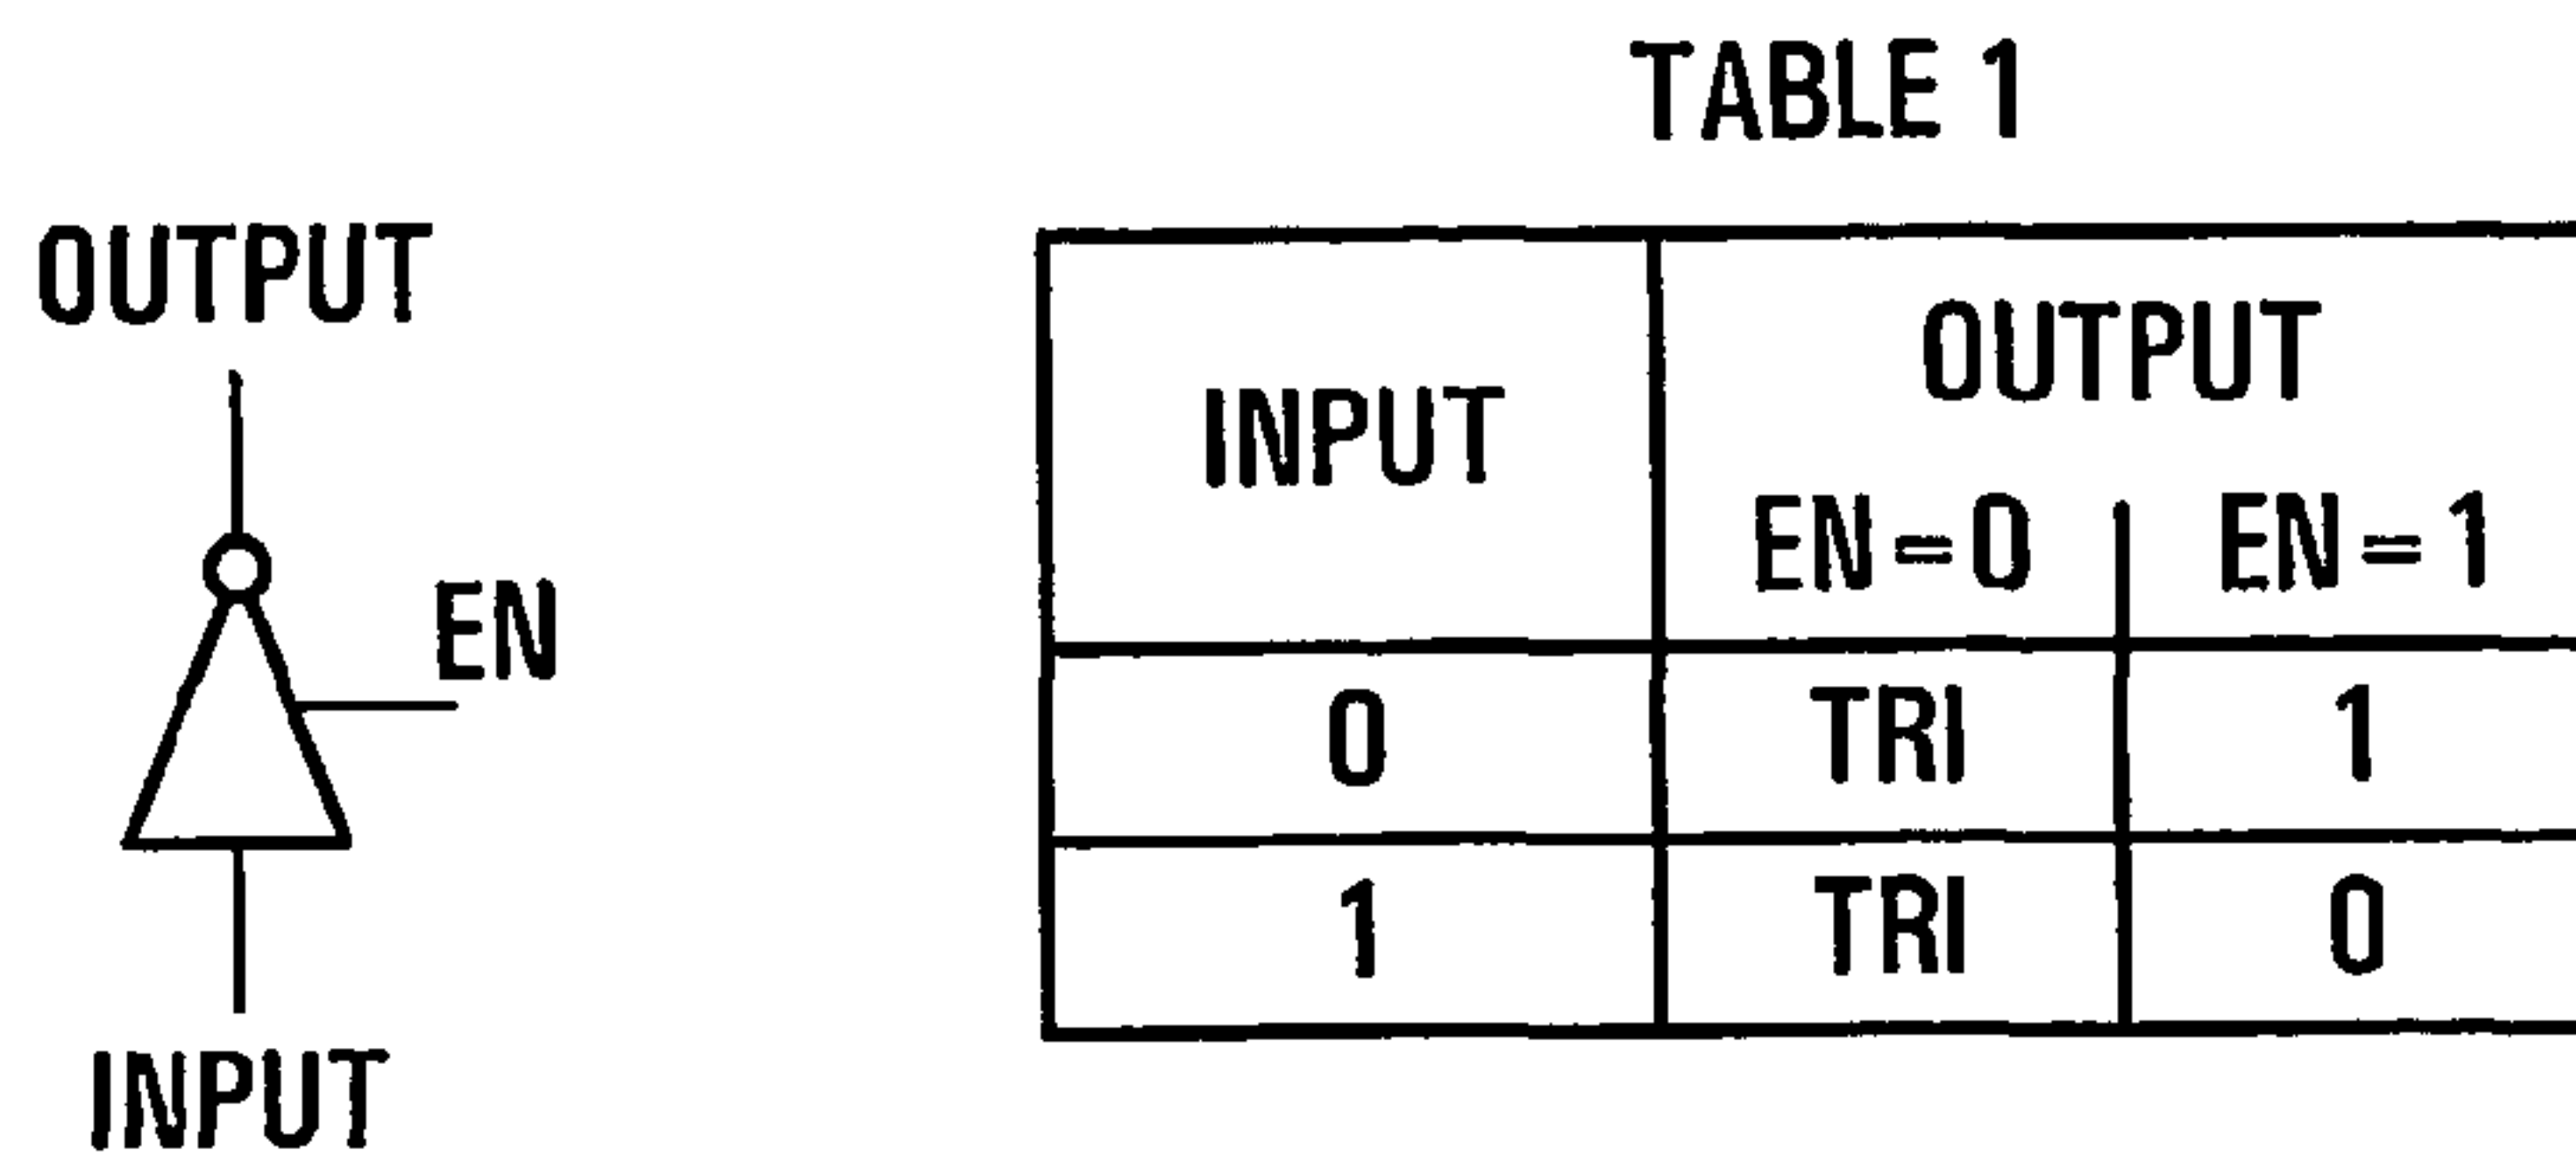 TABLE 1
OUTPUT
EN
INPUT
INPUT
OUTPUT
EN=0 EN=1
0 TRI 1
1 TRI 0